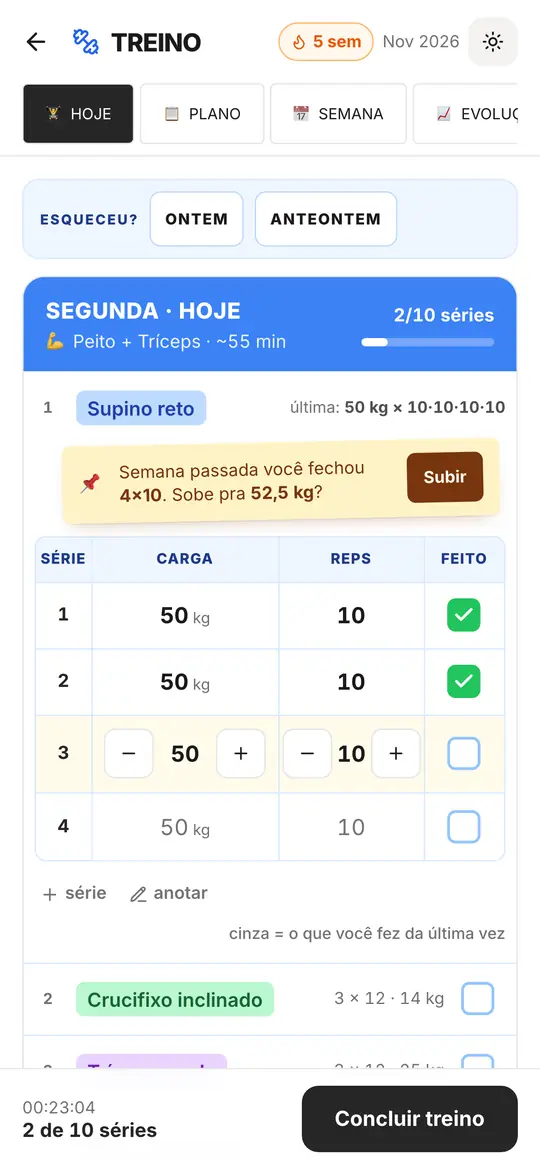 TREINO
5 sem
Nov 2026
HOJE
PLANO
SEMANA
ESQUECEU?
ONTEM
ANTEONTEM
SEGUNDA · HOJE
2/10 séries
Peito + Tríceps · ~55 min
1
Supino reto
última: 50 kg × 10·10·10·10
Semana passada você fechou
4×10. Sobe pra 52,5 kg?
Subir
SÉRIE
CARGA
REPS
FEITO
1
50 kg
10
2
50 kg
10
3
−
50
+
−
10
+
4
50 kg
10
+ série
anotar
cinza = o que você fez da última vez
2
Crucifixo inclinado
3 × 12 · 14 kg
00:23:04
2 de 10 séries
Concluir treino